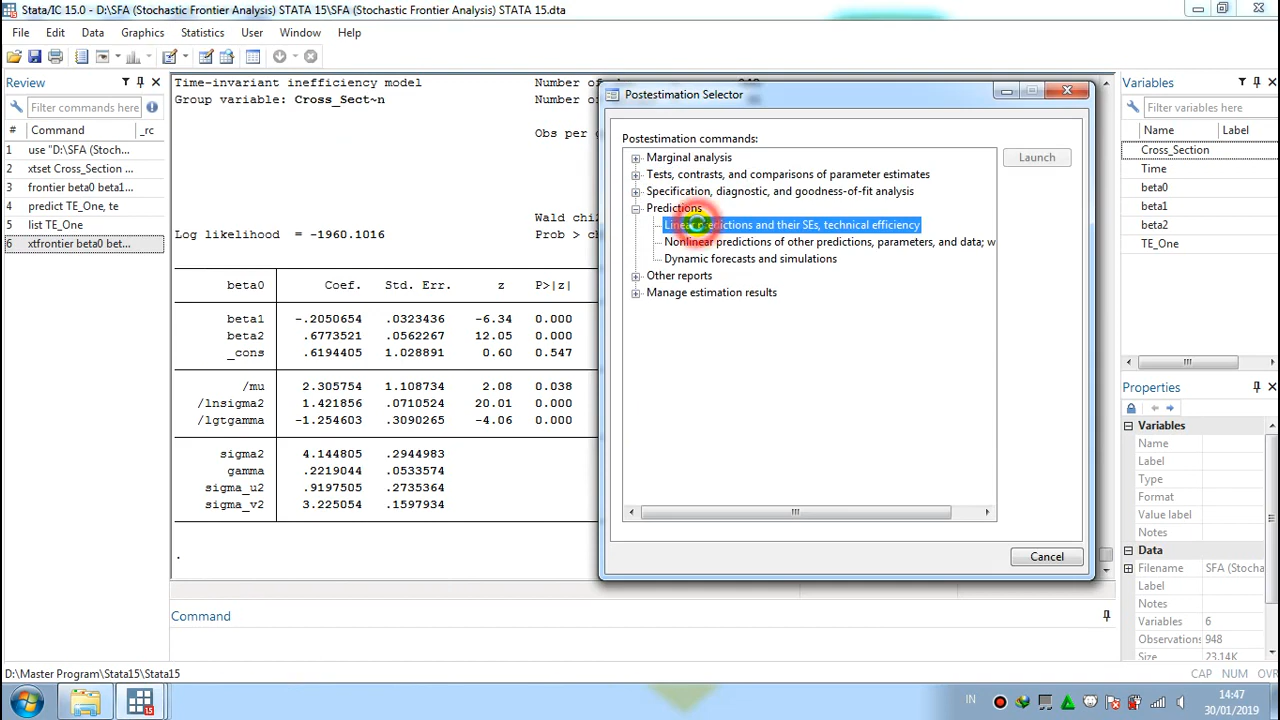 Stata/IC 15.0 - D:\SFA (Stochastic Frontier Analysis) STATA 15\SFA (Stochastic Frontier Analysis) STATA 15.dta
File Edit Data Graphics Statistics User Window Help
Review
Filter commands here
# Command _rc
1 use "D:\SFA (Stoch...
2 xtset Cross_Section ...
3 frontier beta0 beta1...
4 predict TE_One, te
5 list TE_One
6 xtfrontier beta0 bet...
Time-invariant inefficiency model Number of
Group variable: Cross_Sect~n Number of
Obs per g
Wald chi2
Log likelihood = -1960.1016 Prob > ch
beta0 Coef. Std. Err. z P>|z|
beta1 -.2050654 .0323436 -6.34 0.000
beta2 .6773521 .0562267 12.05 0.000
_cons .6194405 1.028891 0.60 0.547
/mu 2.305754 1.108734 2.08 0.038
/lnsigma2 1.421856 .0710524 20.01 0.000
/lgtgamma -1.254603 .3090265 -4.06 0.000
sigma2 4.144805 .2944983
gamma .2219044 .0533574
sigma_u2 .9197505 .2735364
sigma_v2 3.225054 .1597934
.
Command
Postestimation Selector
Postestimation commands:
Marginal analysis
Tests, contrasts, and comparisons of parameter estimates
Specification, diagnostic, and goodness-of-fit analysis
Predictions
Linear predictions and their SEs, technical efficiency
Nonlinear predictions of other predictions, parameters, and data; w
Dynamic forecasts and simulations
Other reports
Manage estimation results
Launch
Cancel
Variables
Filter variables here
Name Label
Cross_Section
Time
beta0
beta1
beta2
TE_One
Properties
Variables
Name
Label
Type
Format
Value label
Notes
Data
Filename SFA (Stocha
Label
Notes
Variables 6
Observations 948
Size 23.14K
D:\Master Program\Stata15\Stata15
CAP NUM OVR
IN
14:47
30/01/2019